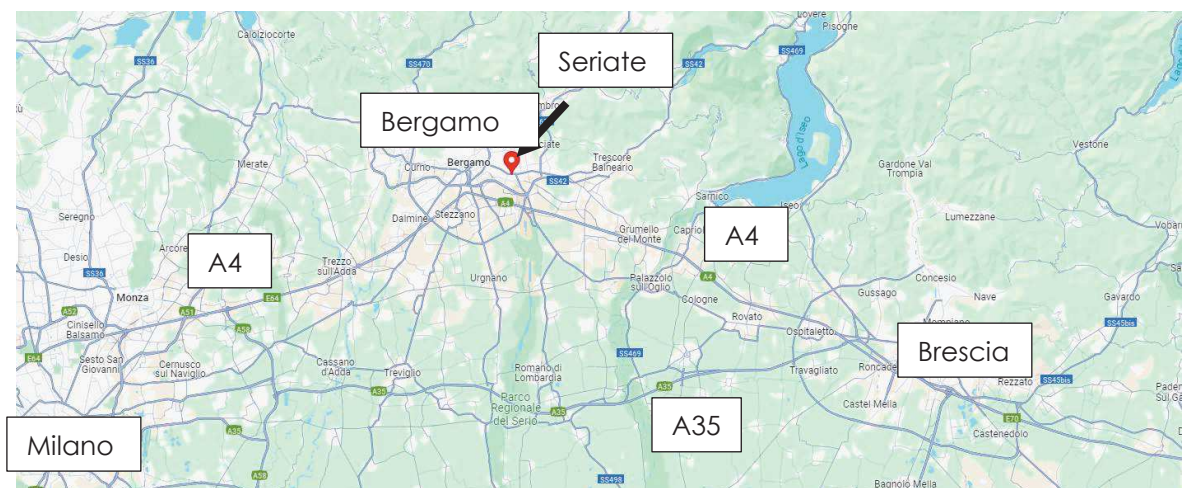 Lovere
Pisogne
Calolziocorte
SS36
SS470
SS42
SS469
Seriate
Bergamo
Lago d'Iseo
Vestone
Merate
Curno
Bergamo
Trescore
Balneario
SS42
Gardone Val
Trompia
Sarnico
Iseo
A4
Seregno
Dalmine
Stezzano
Lumezzane
Grumello
del Monte
A4
Desio
A4
Trezzo
sull'Adda
SS36
Urgnano
Palazzolo
sull'Oglio
A4
Concesio
Monza
E64
Gussago
Nave
Gavardo
A52
A51
Cologne
Rovato
A58
Cinisello
Balsamo
Ospitaletto
SS45bis
E64
Sesto San
Giovanni
Cernusco
sul Naviglio
Cassano
d'Adda
Treviglio
Romano di
Lombardia
SS469
Travagliato
Brescia
Rezzato
SS45bis
A35
A35
Parco
Regionale
del Serio
A35
A35
Castel Mella
E70
Castenedolo
Milano
A35
A58
SS498
Bagnolo Mella